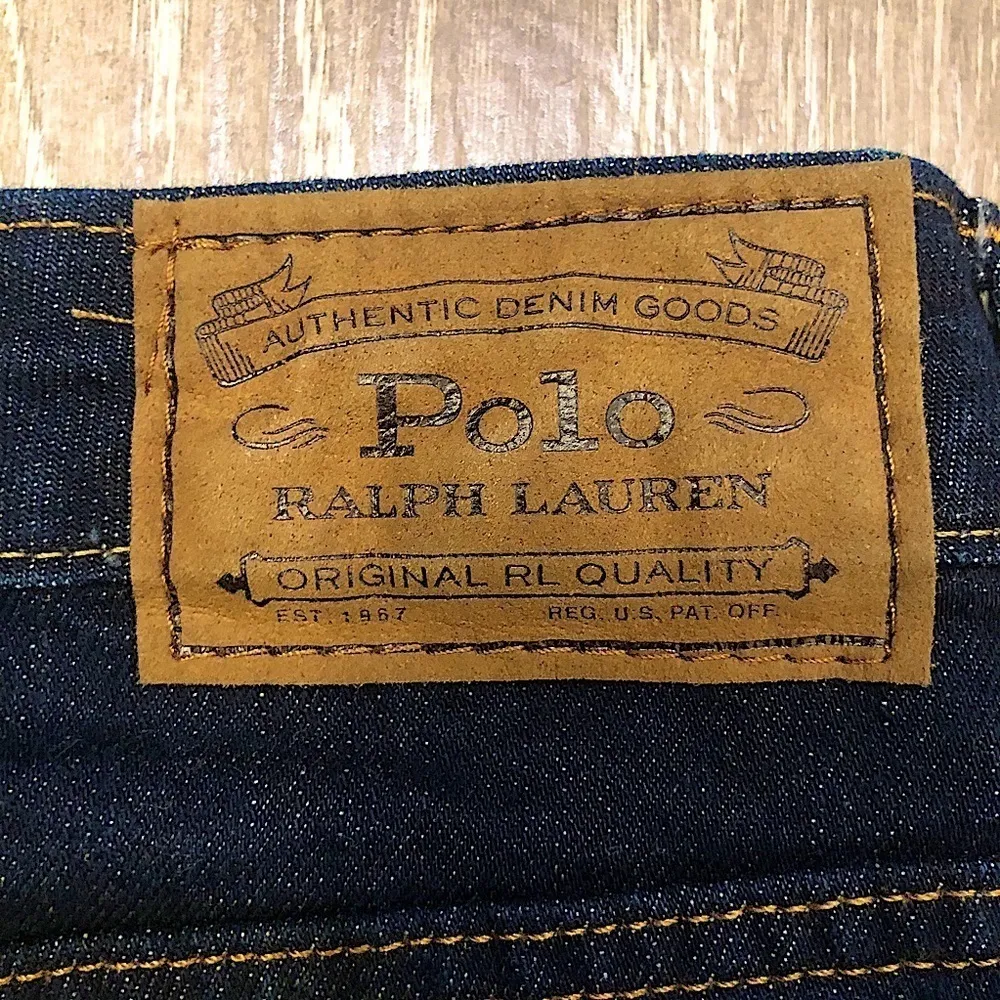 AUTHENTIC DENIM GOODS
Polo
RALPH LAUREN
ORIGINAL RL QUALITY
EST. 1967 REG. U.S. PAT. OFF.